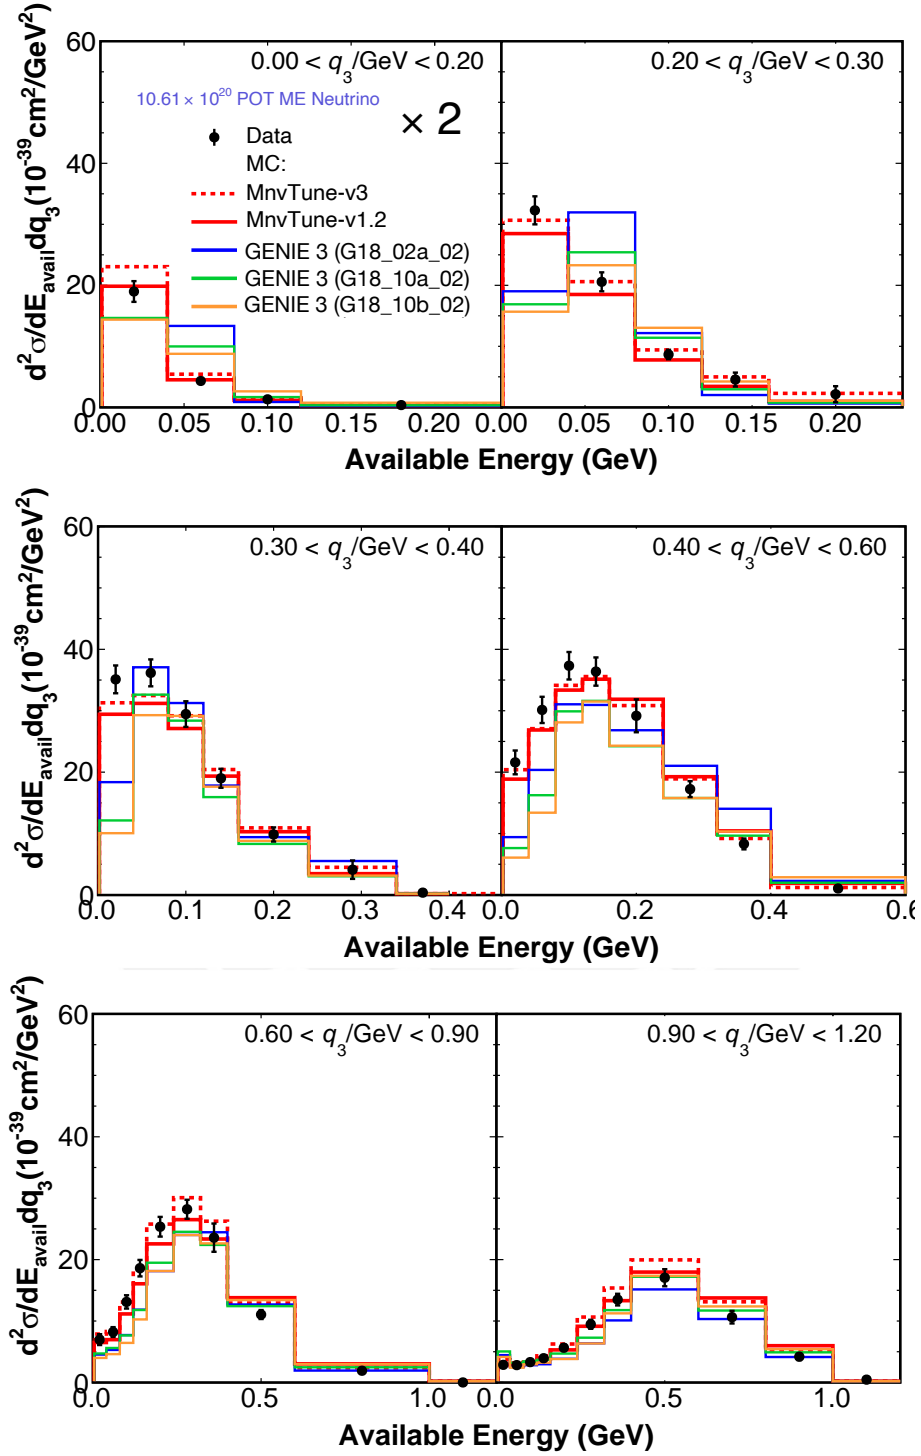 d²σ/dE_avail dq₃(10⁻³⁹cm²/GeV²)
60
40
20
0
0.00 < q₃/GeV < 0.20
10.61 × 10²⁰ POT ME Neutrino
× 2
Data
MC:
MnvTune-v3
MnvTune-v1.2
GENIE 3 (G18_02a_02)
GENIE 3 (G18_10a_02)
GENIE 3 (G18_10b_02)
0.20 < q₃/GeV < 0.30
0.00 0.05 0.10 0.15 0.20 0.00 0.05 0.10 0.15 0.20
Available Energy (GeV)
d²σ/dE_avail dq₃(10⁻³⁹cm²/GeV²)
60
40
20
0
0.30 < q₃/GeV < 0.40
0.40 < q₃/GeV < 0.60
0.0 0.1 0.2 0.3 0.4 0.0 0.2 0.4 0.6
Available Energy (GeV)
d²σ/dE_avail dq₃(10⁻³⁹cm²/GeV²)
60
40
20
0
0.60 < q₃/GeV < 0.90
0.90 < q₃/GeV < 1.20
0.0 0.5 1.0 0.0 0.5 1.0
Available Energy (GeV)